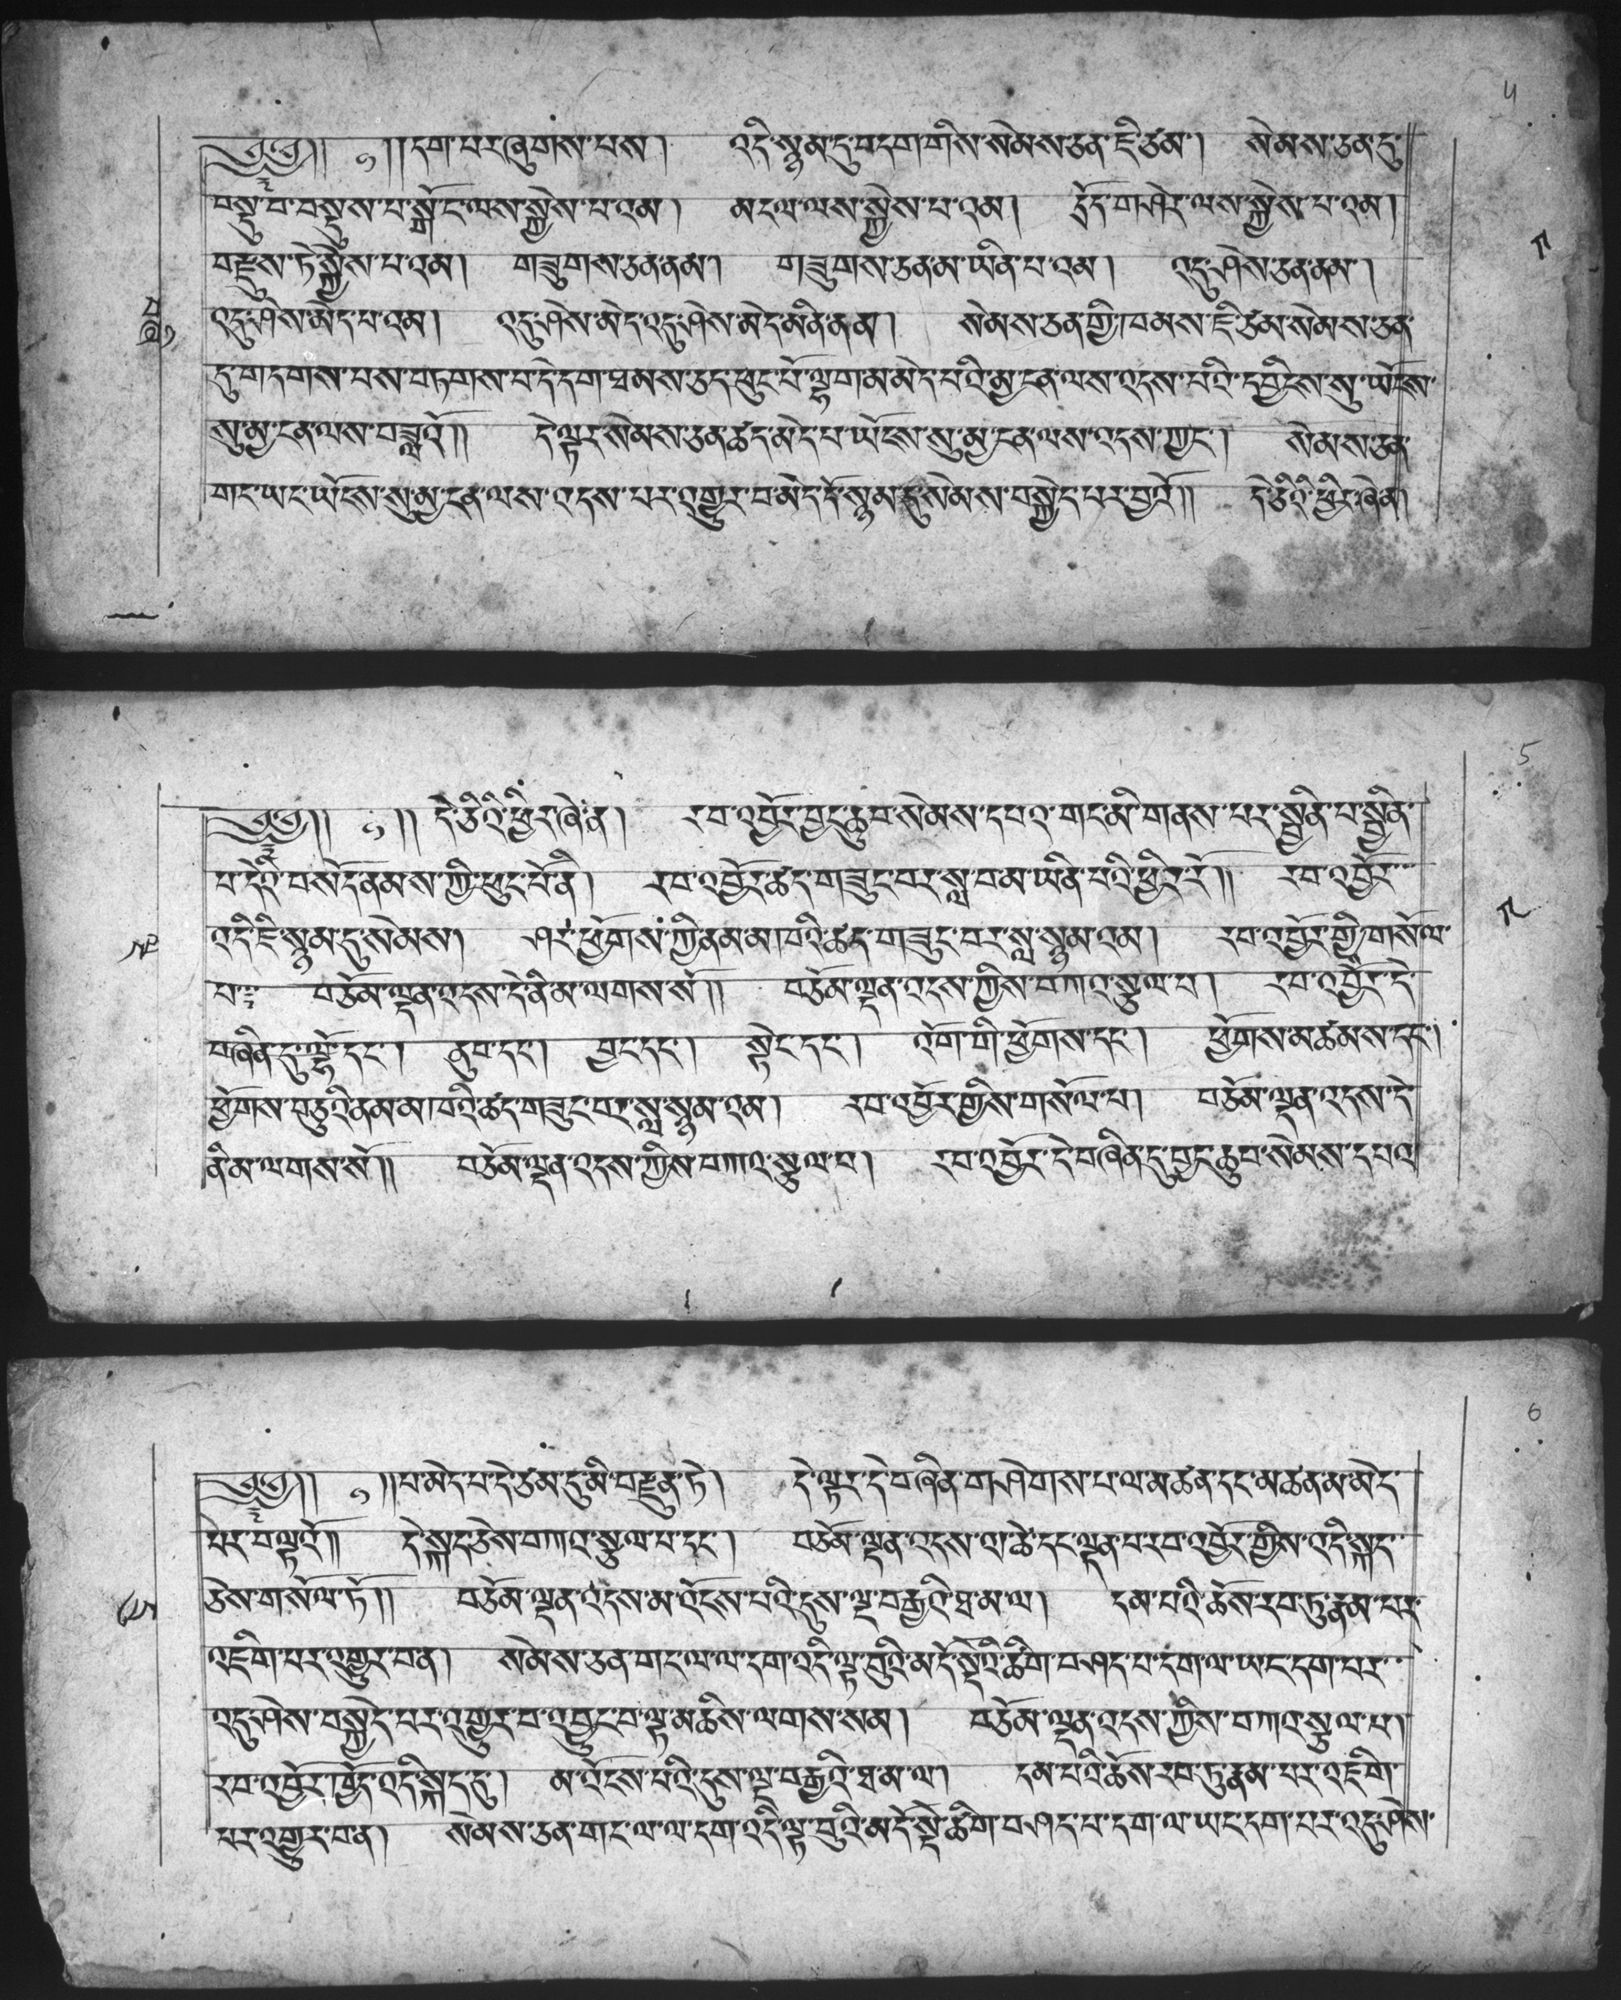 ༄༅།། ༑ །།དག་པར་ཞུགས་པས། འདི་སྙམ་དུ་བདག་གིས་སེམས་ཅན་ཇི་ཙམ། སེམས་ཅན་དུ་
བསྡུ་བ་བསྡུས་པ་སྒོ་ང་ལས་སྐྱེས་པ་འམ། མངལ་ལས་སྐྱེས་པ་འམ། དྲོད་གཤེར་ལས་སྐྱེས་པ་འམ།
བརྫུས་ཏེ་སྐྱེས་པ་འམ། གཟུགས་ཅན་ནམ། གཟུགས་ཅན་མ་ཡིན་པ་འམ། འདུ་ཤེས་ཅན་ནམ།
འདུ་ཤེས་མེད་པ་འམ། འདུ་ཤེས་མེད་འདུ་ཤེས་མེད་མིན་ནམ། སེམས་ཅན་གྱི་ཁམས་ཇི་ཙམ་སེམས་ཅན་
དུ་གདགས་པས་བཏགས་པ་དེ་དག་ཐམས་ཅད་ཕུང་པོ་ལྷག་མ་མེད་པའི་མྱ་ངན་ལས་འདས་པའི་དབྱིངས་སུ་ཡོངས་
སུ་མྱ་ངན་ལས་བཟླའོ།། དེ་ལྟར་སེམས་ཅན་ཚད་མེད་པ་ཡོངས་སུ་མྱ་ངན་ལས་འདས་ཀྱང་། སེམས་ཅན་
གང་ཡང་ཡོངས་སུ་མྱ་ངན་ལས་འདས་པར་འགྱུར་བ་མེད་དོ་སྙམ་དུ་སེམས་བསྐྱེད་པར་བྱའོ།། དེ་ཅིའི་ཕྱིར་ཞེ་ན།
5
༄༅།། ༑ །། དེ་ཅིའི་ཕྱིར་ཞེ་ན། རབ་འབྱོར་བྱང་ཆུབ་སེམས་དཔའ་གང་མི་གནས་པར་སྦྱིན་པ་སྦྱིན་
པ་དེའི་བསོད་ནམས་ཀྱི་ཕུང་པོ་ནི། རབ་འབྱོར་ཚད་གཟུང་བར་སླ་བ་མ་ཡིན་པའི་ཕྱིར་རོ།། རབ་འབྱོར་
འདི་ཇི་སྙམ་དུ་སེམས། ཤར་ཕྱོགས་ཀྱི་ནམ་མཁའི་ཚད་གཟུང་བར་སླ་སྙམ་འམ། རབ་འབྱོར་གྱི་གསོལ་
པ་ བཅོམ་ལྡན་འདས་དེ་ནི་མ་ལགས་སོ།། བཅོམ་ལྡན་འདས་ཀྱིས་བཀའ་སྩལ་པ། རབ་འབྱོར་དེ་
བཞིན་དུ་ལྷོ་དང་། ནུབ་དང་། བྱང་དང་། སྟེང་དང་། འོག་གི་ཕྱོགས་དང་། ཕྱོགས་མཚམས་དང་།
ཕྱོགས་བཅུའི་ནམ་མཁའི་ཚད་གཟུང་བར་སླ་སྙམ་འམ། རབ་འབྱོར་གྱིས་གསོལ་པ། བཅོམ་ལྡན་འདས་དེ་
ནི་མ་ལགས་སོ།། བཅོམ་ལྡན་འདས་ཀྱིས་བཀའ་སྩལ་པ། རབ་འབྱོར་དེ་བཞིན་དུ་བྱང་ཆུབ་སེམས་དཔའ
6
༄༅།། ༑ །།པ་མེད་པ་དེ་ཙམ་དུ་མི་བརྫུན་ཏེ། དེ་ལྟར་དེ་བཞིན་གཤེགས་པ་ལ་མཚན་དང་མཚན་མ་མེད་
པར་བལྟའོ།། དེ་སྐད་ཅེས་བཀའ་སྩལ་པ་དང་། བཅོམ་ལྡན་འདས་ལ་ཚེ་དང་ལྡན་པ་རབ་འབྱོར་གྱིས་འདི་སྐད་
ཅེས་གསོལ་ཏོ།། བཅོམ་ལྡན་འདས་མ་འོངས་པའི་དུས་ལྔ་བརྒྱའི་ཐ་མ་ལ། དམ་པའི་ཆོས་རབ་ཏུ་རྣམ་པར་
འཇིག་པར་འགྱུར་བ་ན། སེམས་ཅན་གང་ལ་ལ་དག་འདི་ལྟ་བུའི་མདོ་སྡེའི་ཚིག་བཤད་པ་དག་ལ་ཡང་དག་པར་
འདུ་ཤེས་བསྐྱེད་པར་འགྱུར་བ་འབྱུང་བ་ལྟ་མཆིས་ལགས་སམ། བཅོམ་ལྡན་འདས་ཀྱིས་བཀའ་སྩལ་པ།
རབ་འབྱོར་ཁྱོད་འདི་སྐད་དུ། མ་འོངས་པའི་དུས་ལྔ་བརྒྱའི་ཐ་མ་ལ། དམ་པའི་ཆོས་རབ་ཏུ་རྣམ་པར་འཇིག་
པར་འགྱུར་བ་ན། སེམས་ཅན་གང་ལ་ལ་དག་འདི་ལྟ་བུའི་མདོ་སྡེ་ཚིག་བཤད་པ་དག་ལ་ཡང་དག་པར་འདུ་ཤེས་